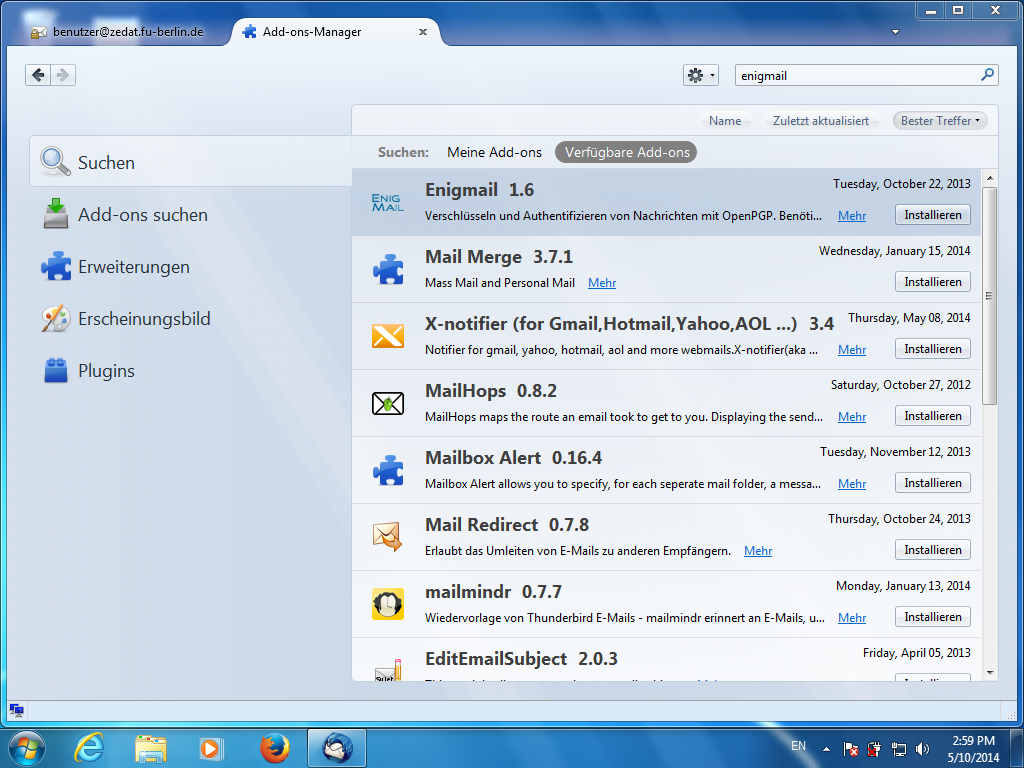 benutzer@zedat.fu-berlin.de
Add-ons-Manager
enigmail
Name Zuletzt aktualisiert Bester Treffer
Suchen: Meine Add-ons Verfügbare Add-ons
Suchen
Add-ons suchen
Erweiterungen
Erscheinungsbild
Plugins
ENIG
MAIL
Enigmail 1.6 Tuesday, October 22, 2013
Verschlüsseln und Authentifizieren von Nachrichten mit OpenPGP. Benöti... Mehr Installieren
Mail Merge 3.7.1 Wednesday, January 15, 2014
Mass Mail and Personal Mail Mehr Installieren
X-notifier (for Gmail,Hotmail,Yahoo,AOL ...) 3.4 Thursday, May 08, 2014
Notifier for gmail, yahoo, hotmail, aol and more webmails.X-notifier(aka ... Mehr Installieren
MailHops 0.8.2 Saturday, October 27, 2012
MailHops maps the route an email took to get to you. Displaying the send... Mehr Installieren
Mailbox Alert 0.16.4 Tuesday, November 12, 2013
Mailbox Alert allows you to specify, for each seperate mail folder, a messa... Mehr Installieren
Mail Redirect 0.7.8 Thursday, October 24, 2013
Erlaubt das Umleiten von E-Mails zu anderen Empfängern. Mehr Installieren
mailmindr 0.7.7 Monday, January 13, 2014
Wiedervorlage von Thunderbird E-Mails - mailmindr erinnert an E-Mails, u... Mehr Installieren
EditEmailSubject 2.0.3 Friday, April 05, 2013
EN 2:59 PM
5/10/2014